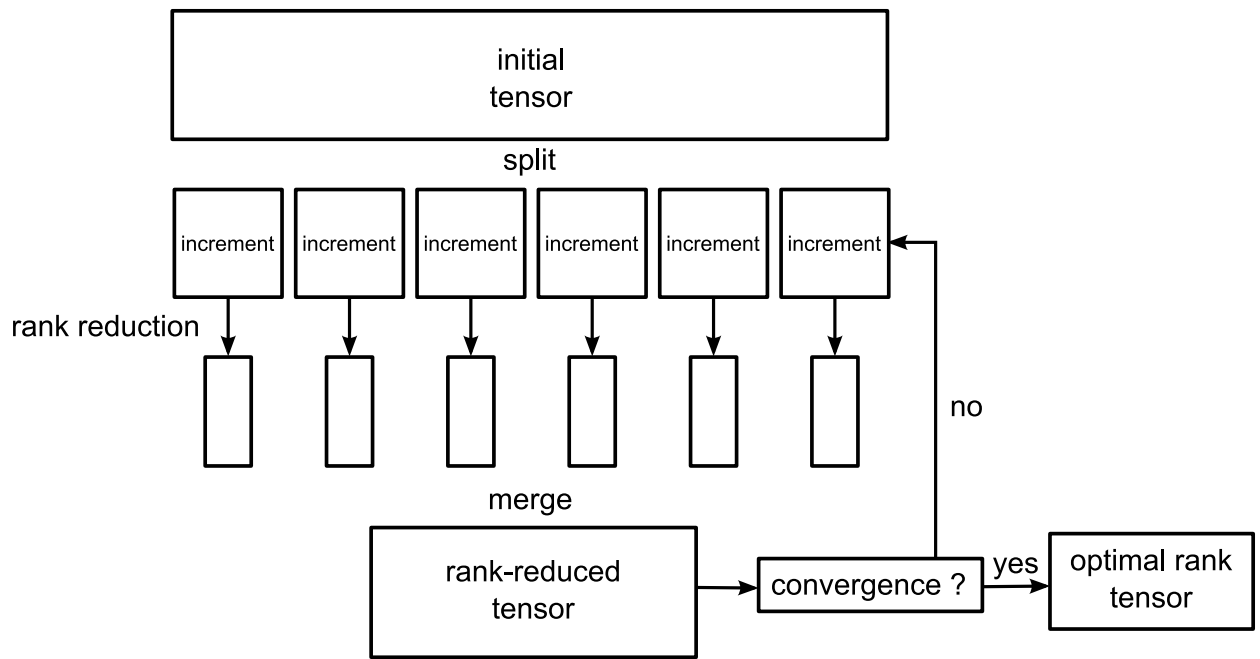 initial
tensor
split
increment
increment
increment
increment
increment
increment
rank reduction
no
merge
rank-reduced
tensor
convergence ?
yes
optimal rank
tensor